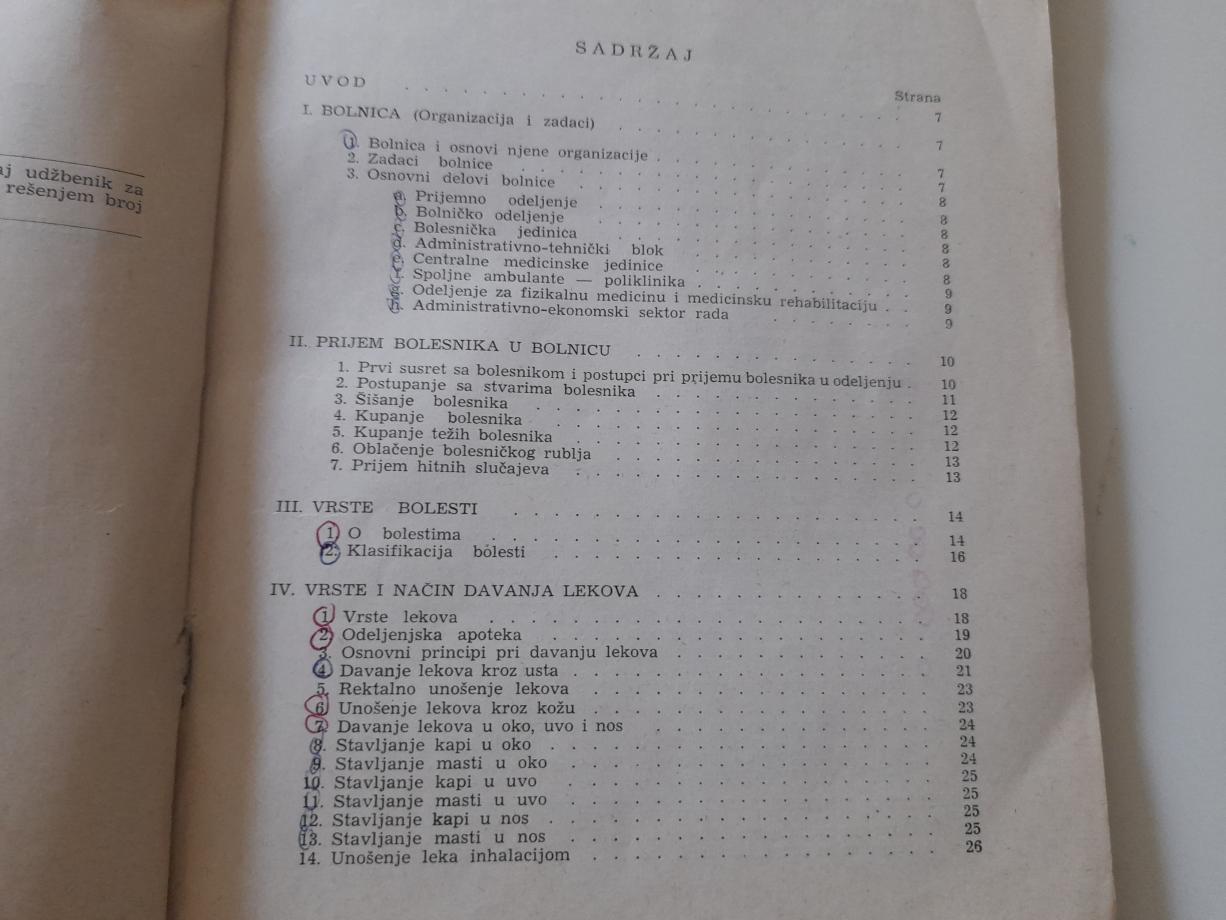 aj udžbenik za
rešenjem broj
SADRŽAJ
Strana
UVOD . . . . . . . . . . . . . . . . . . . . 7
I. BOLNICA (Organizacija i zadaci) . . . . . . . . . . . . 7
1. Bolnica i osnovi njene organizacije . . . . . . . . . . . 7
2. Zadaci bolnice . . . . . . . . . . . . . . . 7
3. Osnovni delovi bolnice . . . . . . . . . . . . . 8
a. Prijemno odeljenje . . . . . . . . . . . . . 8
b. Bolničko odeljenje . . . . . . . . . . . . . 8
c. Bolesnička jedinica . . . . . . . . . . . . . 8
d. Administrativno-tehnički blok . . . . . . . . . . 8
e. Centralne medicinske jedinice . . . . . . . . . . 8
f. Spoljne ambulante — poliklinika . . . . . . . . . 9
g. Odeljenje za fizikalnu medicinu i medicinsku rehabilitaciju . . 9
h. Administrativno-ekonomski sektor rada . . . . . . 9
II. PRIJEM BOLESNIKA U BOLNICU . . . . . . . . . . . . 10
1. Prvi susret sa bolesnikom i postupci pri prijemu bolesnika u odeljenju . 10
2. Postupanje sa stvarima bolesnika . . . . . . . . . . . 11
3. Šišanje bolesnika . . . . . . . . . . . . . . . 12
4. Kupanje bolesnika . . . . . . . . . . . . . . . 12
5. Kupanje težih bolesnika . . . . . . . . . . . . . 12
6. Oblačenje bolesničkog rublja . . . . . . . . . . . . 13
7. Prijem hitnih slučajeva . . . . . . . . . . . . . 13
III. VRSTE BOLESTI . . . . . . . . . . . . . . . . 14
1. O bolestima . . . . . . . . . . . . . . . . . 14
2. Klasifikacija bolesti . . . . . . . . . . . . . . . 16
IV. VRSTE I NAČIN DAVANJA LEKOVA . . . . . . . . . . . 18
1. Vrste lekova . . . . . . . . . . . . . . . . . 18
2. Odeljenjska apoteka . . . . . . . . . . . . . . . 19
3. Osnovni principi pri davanju lekova . . . . . . . . . . 20
4. Davanje lekova kroz usta . . . . . . . . . . . . . . 21
5. Rektalno unošenje lekova . . . . . . . . . . . . . 23
6. Unošenje lekova kroz kožu . . . . . . . . . . . . . 23
7. Davanje lekova u oko, uvo i nos . . . . . . . . . . . 24
8. Stavljanje kapi u oko . . . . . . . . . . . . . . . 24
9. Stavljanje masti u oko . . . . . . . . . . . . . . 24
10. Stavljanje kapi u uvo . . . . . . . . . . . . . . 25
11. Stavljanje masti u uvo . . . . . . . . . . . . . . 25
12. Stavljanje kapi u nos . . . . . . . . . . . . . . . 25
13. Stavljanje masti u nos . . . . . . . . . . . . . . 25
14. Unošenje leka inhalacijom . . . . . . . . . . . . . 26